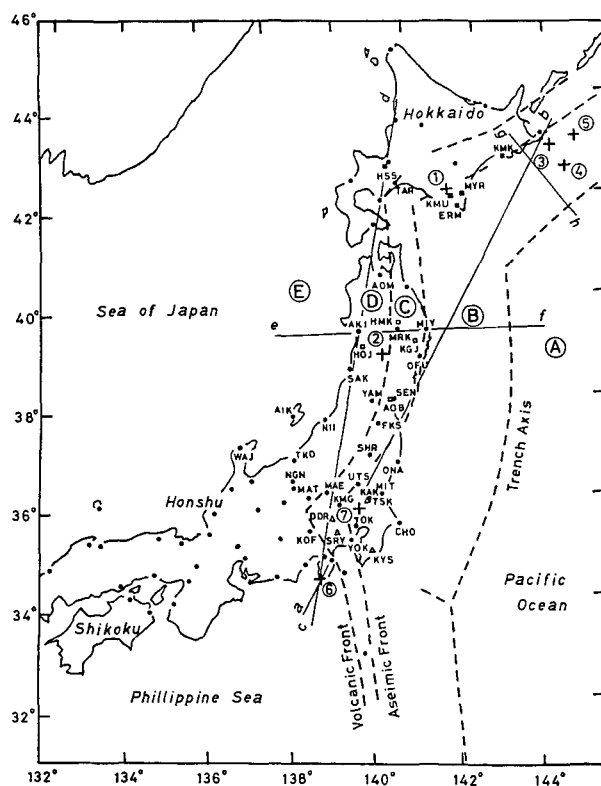 46°
44°
42°
40°
38°
36°
34°
32°
132°
134°
136°
138°
140°
142°
144°
Hokkaido
d
b
g
h
KMK
⑤
③
④
①
HSS
TAR
KMU
MYR
ERM
AOM
Ⓔ
Ⓓ
Ⓒ
Ⓑ
Ⓐ
Sea of Japan
e
f
AKI
HMK
MIY
②
MRK
HOJ
KGJ
OFU
SAK
YAM
SEN
AOB
AIK
NII
FKS
WAJ
TKD
SHR
ONA
NGN
MAT
MAE
UTS
Honshu
KMG
KAK
MIT
TSK
DDR
⑦
TOK
CHO
KOF
SRY
YOK
KYS
Trench Axis
⑥
a
c
Shikoku
Pacific
Ocean
Phillippine Sea
Volcanic Front
Aseimic Front